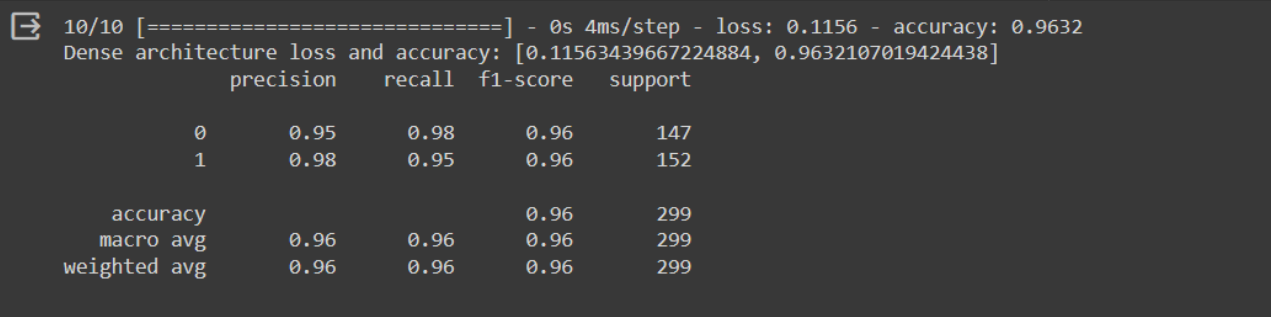 10/10 [==============================] - 0s 4ms/step - loss: 0.1156 - accuracy: 0.9632
Dense architecture loss and accuracy: [0.11563439667224884, 0.9632107019424438]
precision recall f1-score support
0 0.95 0.98 0.96 147
1 0.98 0.95 0.96 152
accuracy 0.96 299
macro avg 0.96 0.96 0.96 299
weighted avg 0.96 0.96 0.96 299